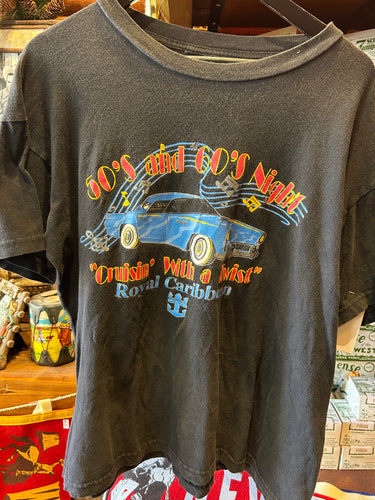 50'S and 60'S Night
"Cruisin' With a Twist"
Royal Caribbean